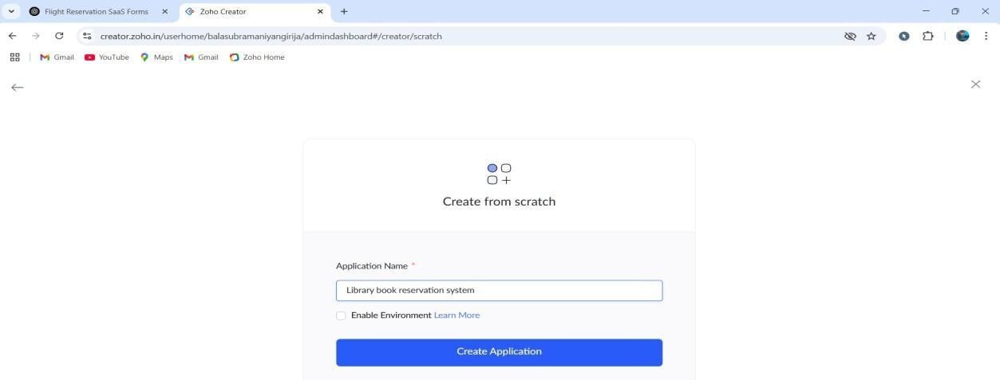 Flight Reservation SaaS Forms
Zoho Creator
creator.zoho.in/userhome/balasubramaniyangirija/admindashboard#/creator/scratch
Gmail YouTube Maps Gmail Zoho Home
Create from scratch
Application Name *
Library book reservation system
Enable Environment Learn More
Create Application